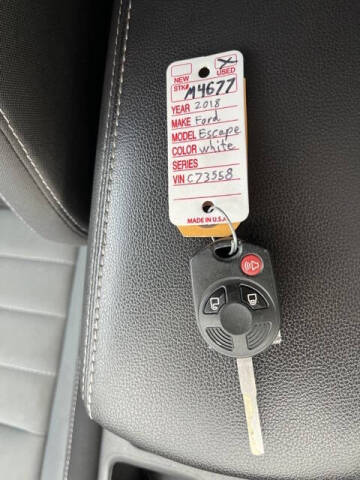 NEW USED X
STK# M4677
YEAR 2018
MAKE Ford
MODEL Escape
COLOR white
SERIES
VIN C73558
MADE IN U.S.A.